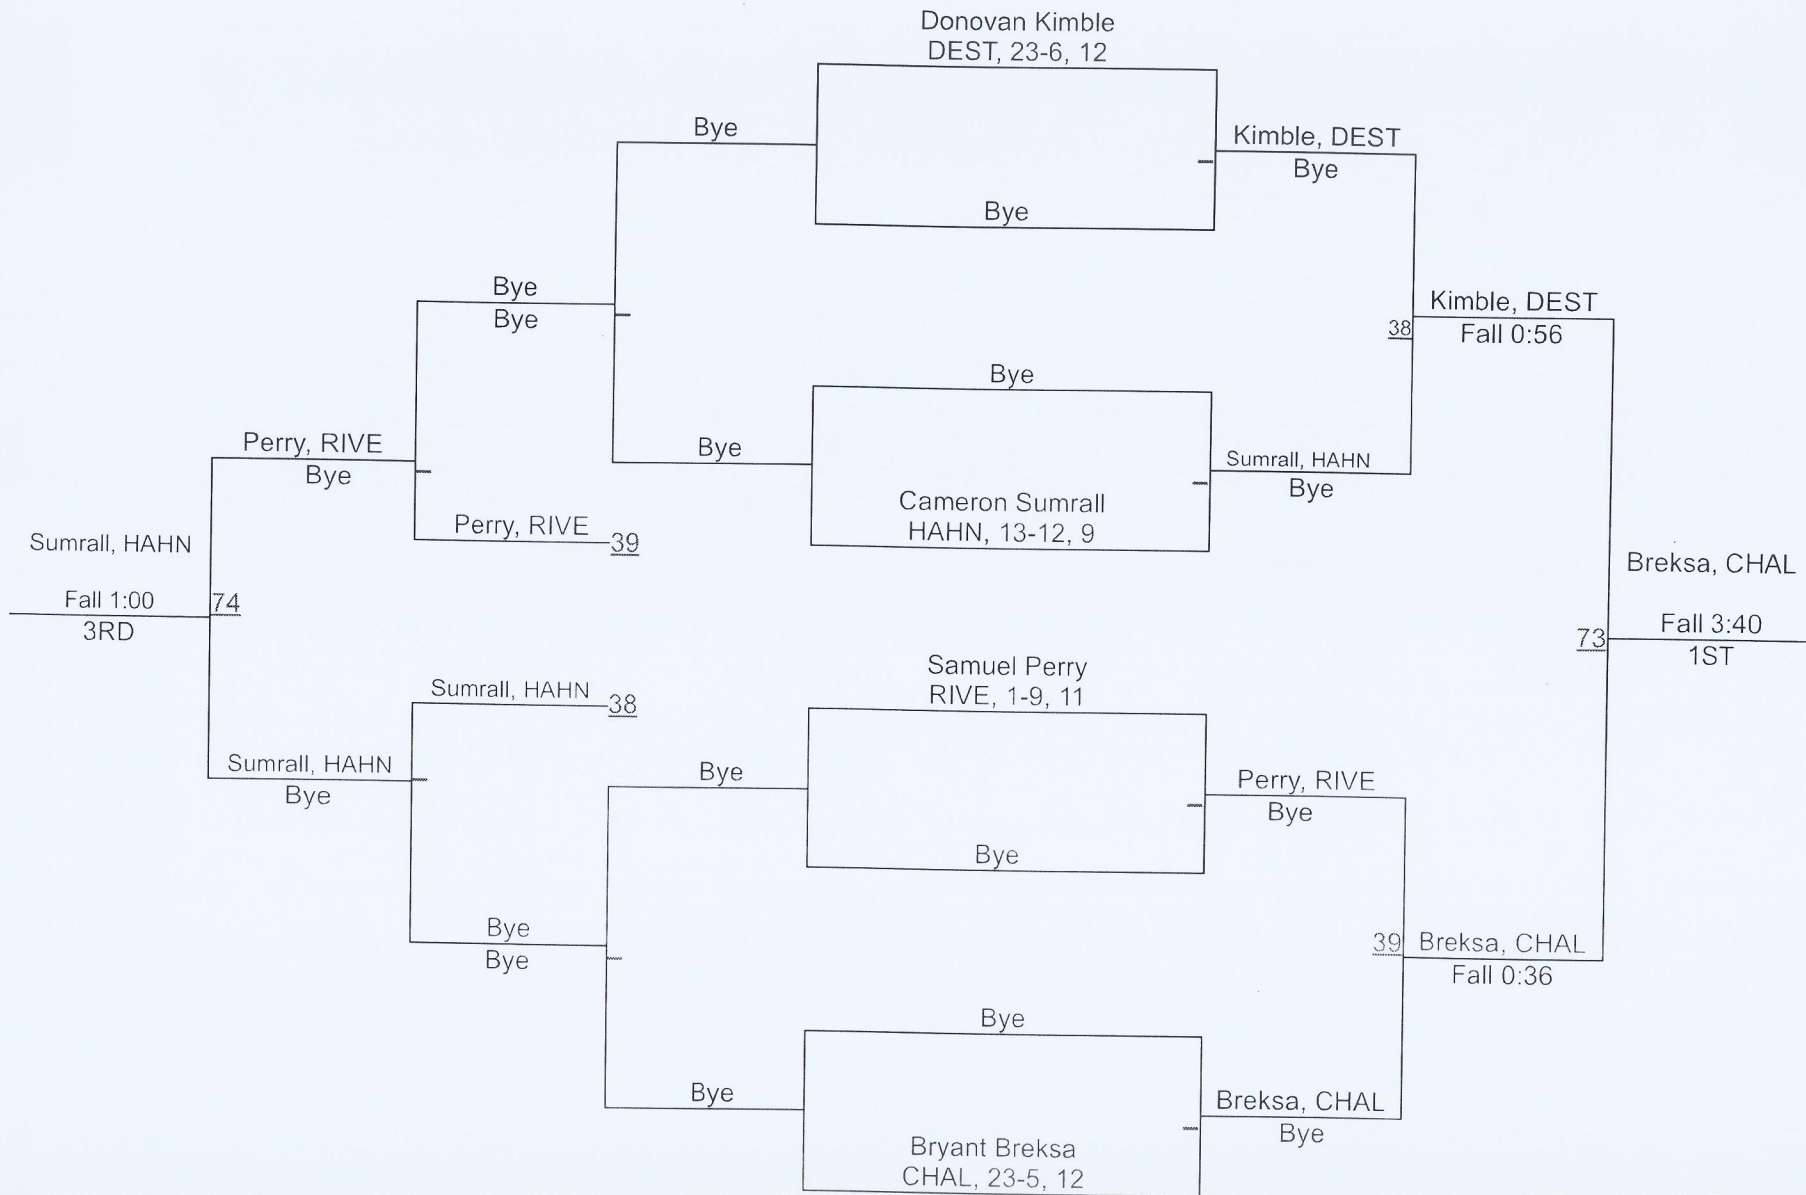 Donovan Kimble
DEST, 23-6, 12
Bye
Kimble, DEST
Bye
Bye
Bye
Bye
Kimble, DEST
38
Fall 0:56
Bye
Perry, RIVE
Bye
Bye
Sumrall, HAHN
Bye
Cameron Sumrall
HAHN, 13-12, 9
Perry, RIVE
39
Sumrall, HAHN
Breksa, CHAL
Fall 1:00
74
3RD
Fall 3:40
73
1ST
Samuel Perry
RIVE, 1-9, 11
Sumrall, HAHN
38
Sumrall, HAHN
Bye
Bye
Perry, RIVE
Bye
Bye
Bye
Bye
39
Breksa, CHAL
Fall 0:36
Bye
Bye
Breksa, CHAL
Bye
Bryant Breksa
CHAL, 23-5, 12